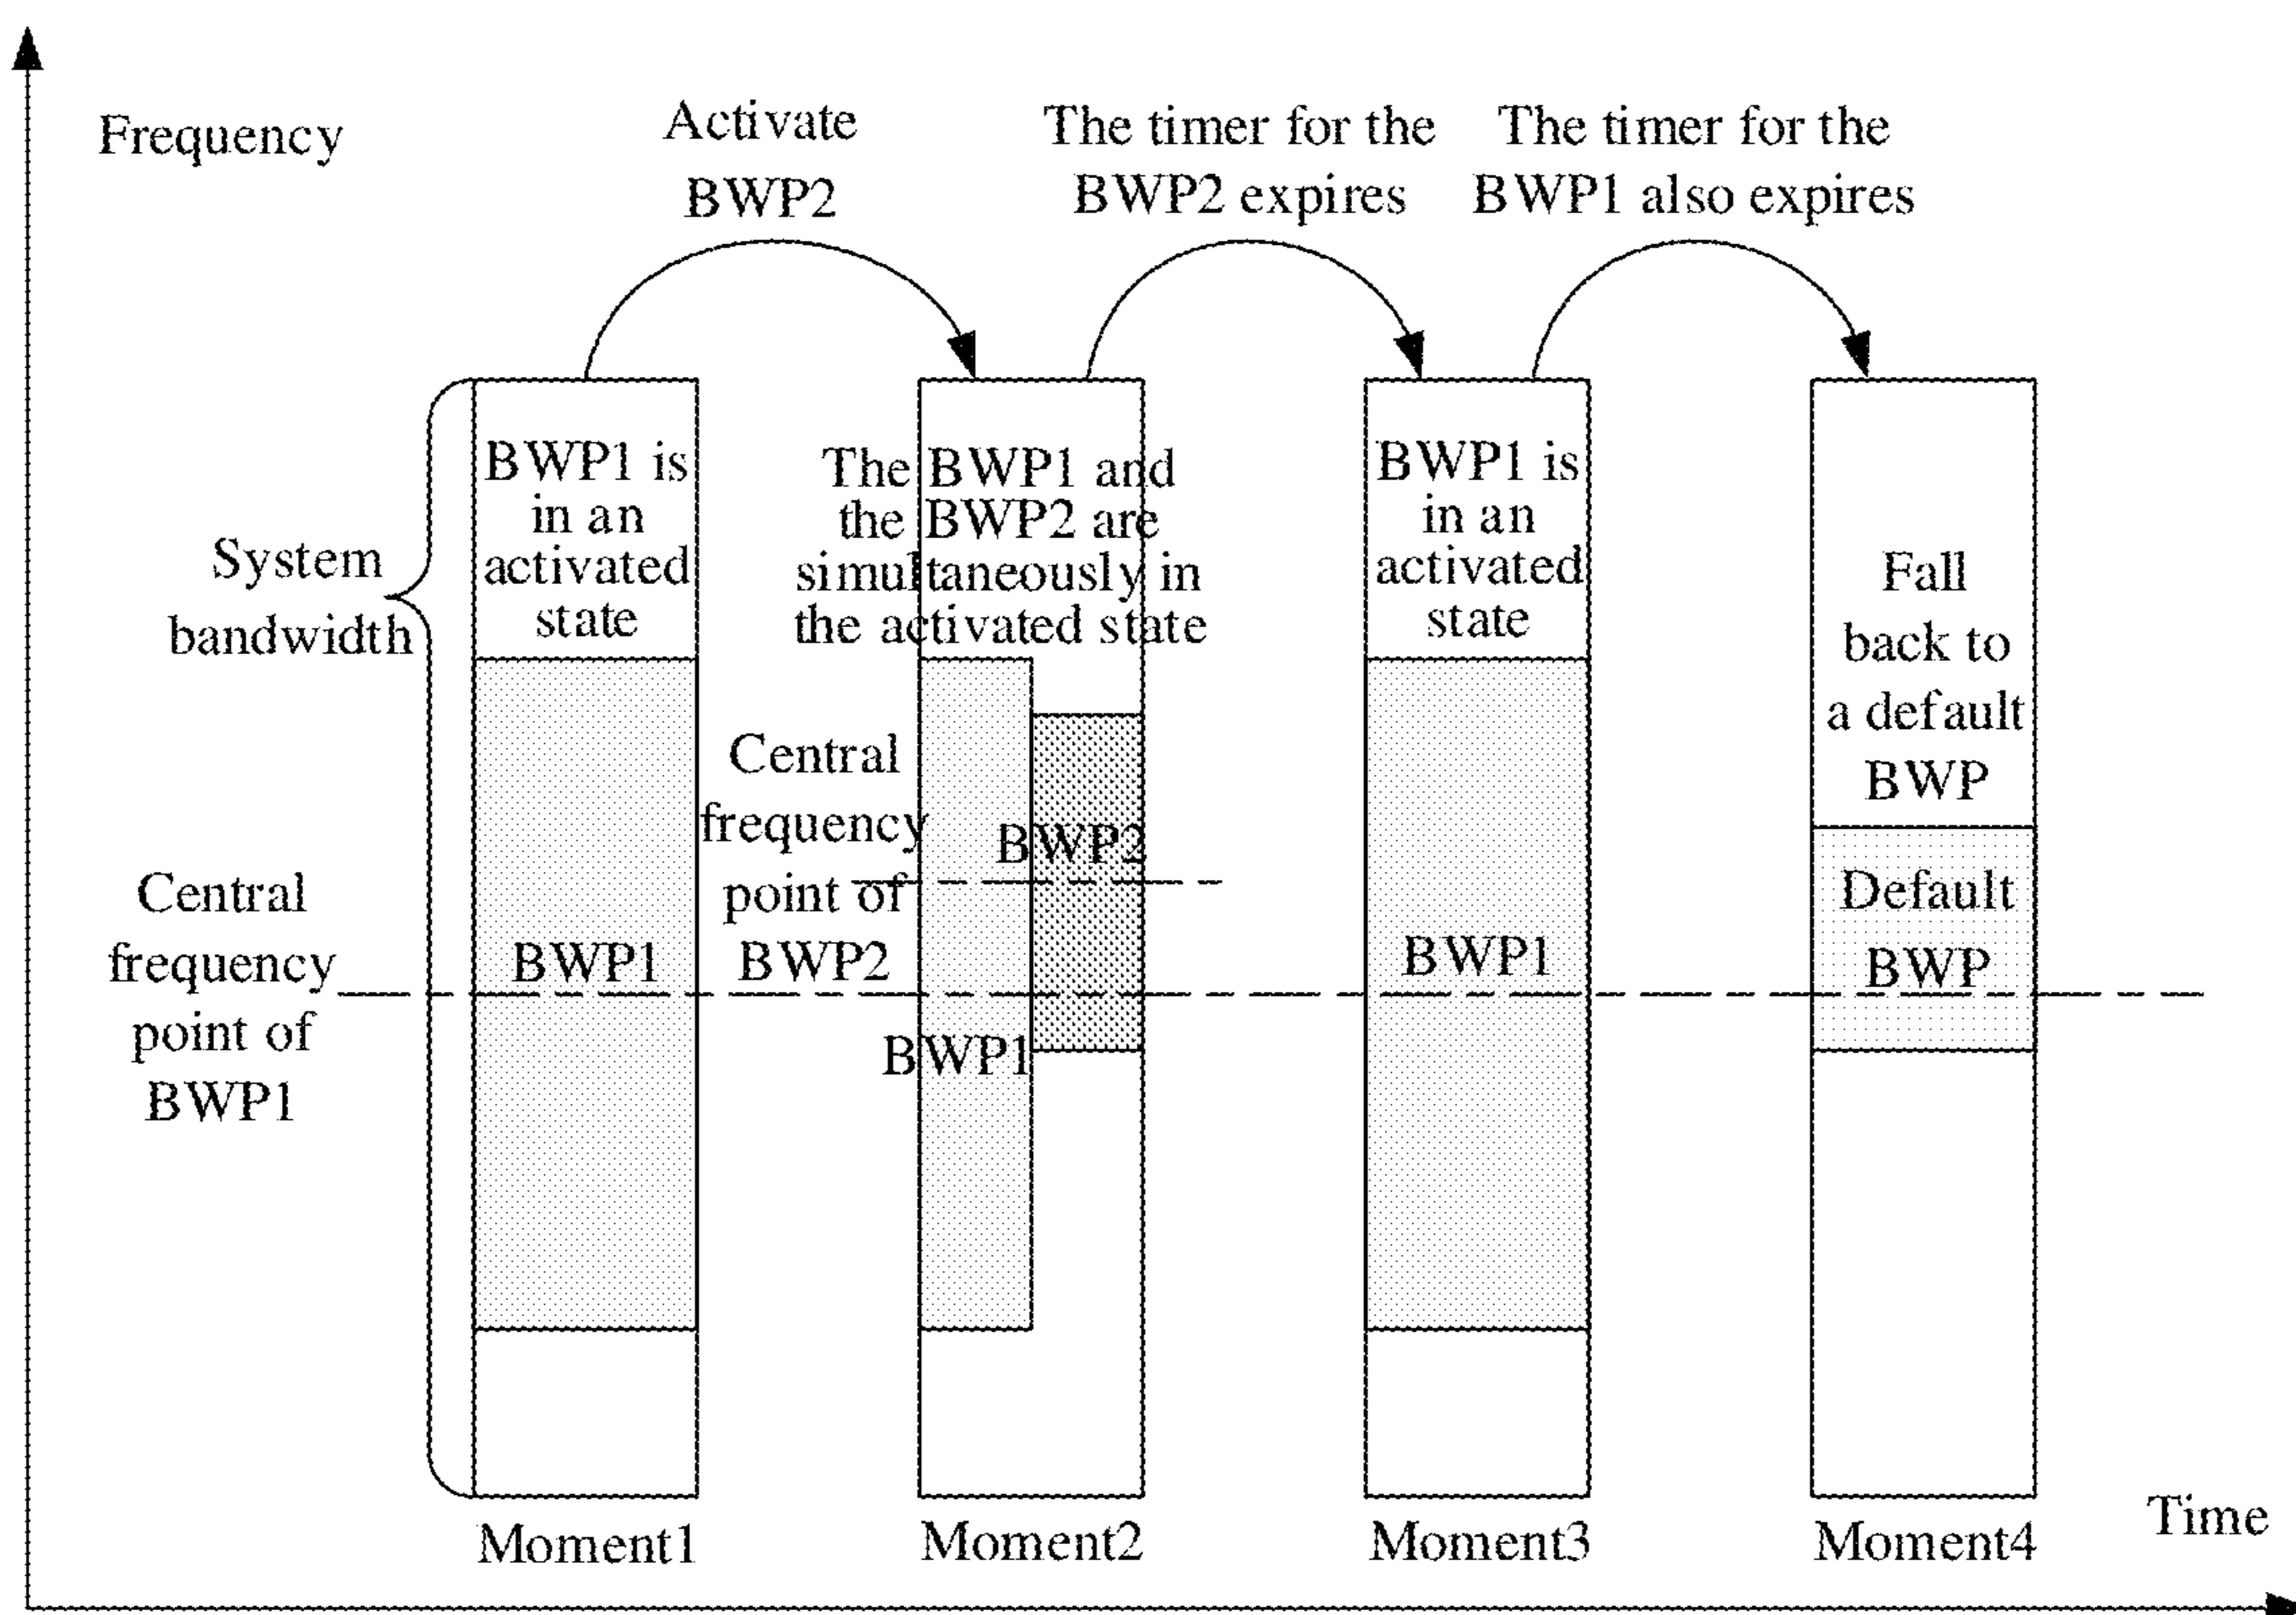 Frequency
Activate
BWP2
The timer for the
BWP2 expires
The timer for the
BWP1 also expires
System
bandwidth
BWP1 is
in an
activated
state
The BWP1 and
the BWP2 are
simultaneously in
the activated state
BWP1 is
in an
activated
state
Fall
back to
a default
BWP
Central
frequency
point of
BWP1
BWP1
Central
frequency
point of
BWP2
BWP2
BWP1
BWP1
Default
BWP
Moment1
Moment2
Moment3
Moment4
Time